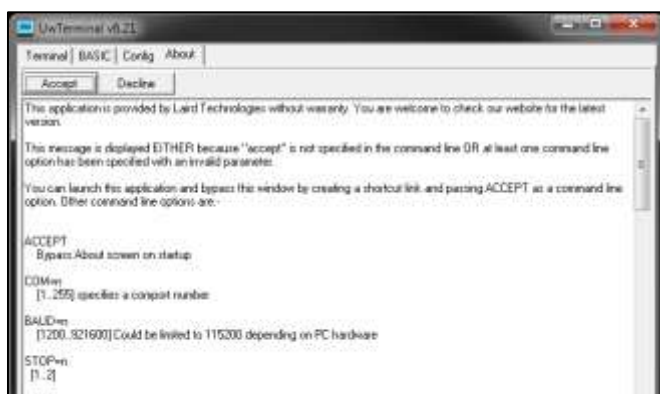 UwTerminal v6.21
Terminal BASIC Config About
Accept Decline
This application is provided by Laird Technologies without warranty. You are welcome to check our website for the latest
version.
This message is displayed EITHER because "accept" is not specified in the command line OR at least one command line
option has been specified with an invalid parameter.
You can launch this application and bypass this window by creating a shortcut link and passing ACCEPT as a command line
option. Other command line options are:-
ACCEPT
Bypass About screen on startup
COM=n
[1..255] specifies a comport number
BAUD=n
[1200..921600] Could be limited to 115200 depending on PC hardware
STOP=n
[1..2]